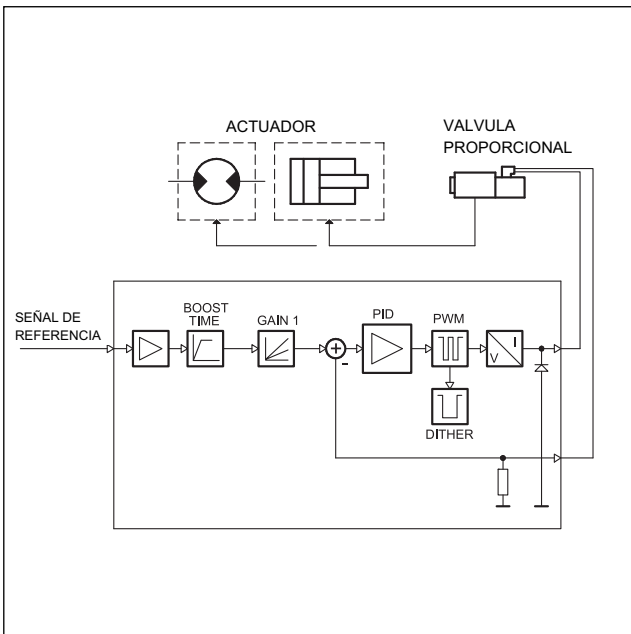 ACTUADOR
VALVULA
PROPORCIONAL
SEÑAL DE
REFERENCIA
BOOST
TIME
GAIN 1
PID
PWM
V
I
+
-
DITHER